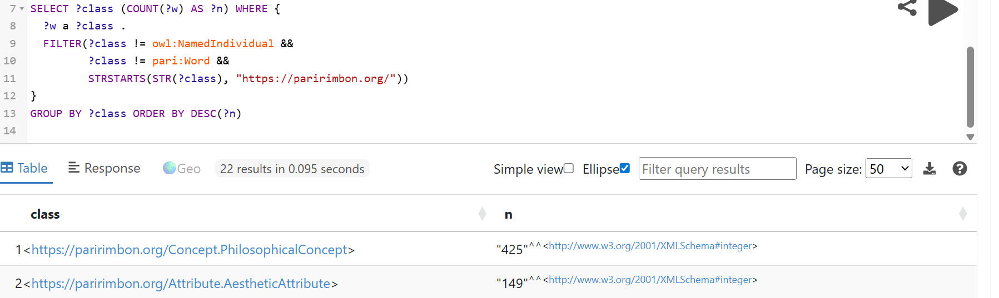 7 SELECT ?class (COUNT(?w) AS ?n) WHERE {
8 ?w a ?class .
9 FILTER(?class != owl:NamedIndividual &&
10 ?class != pari:Word &&
11 STRSTARTS(STR(?class), "https://paririmbon.org/"))
12 }
13 GROUP BY ?class ORDER BY DESC(?n)
14
Table Response Geo 22 results in 0.095 seconds Simple view Ellipse Filter query results Page size: 50
class n
1 <https://paririmbon.org/Concept.PhilosophicalConcept> "425"^^<http://www.w3.org/2001/XMLSchema#integer>
2 <https://paririmbon.org/Attribute.AestheticAttribute> "149"^^<http://www.w3.org/2001/XMLSchema#integer>